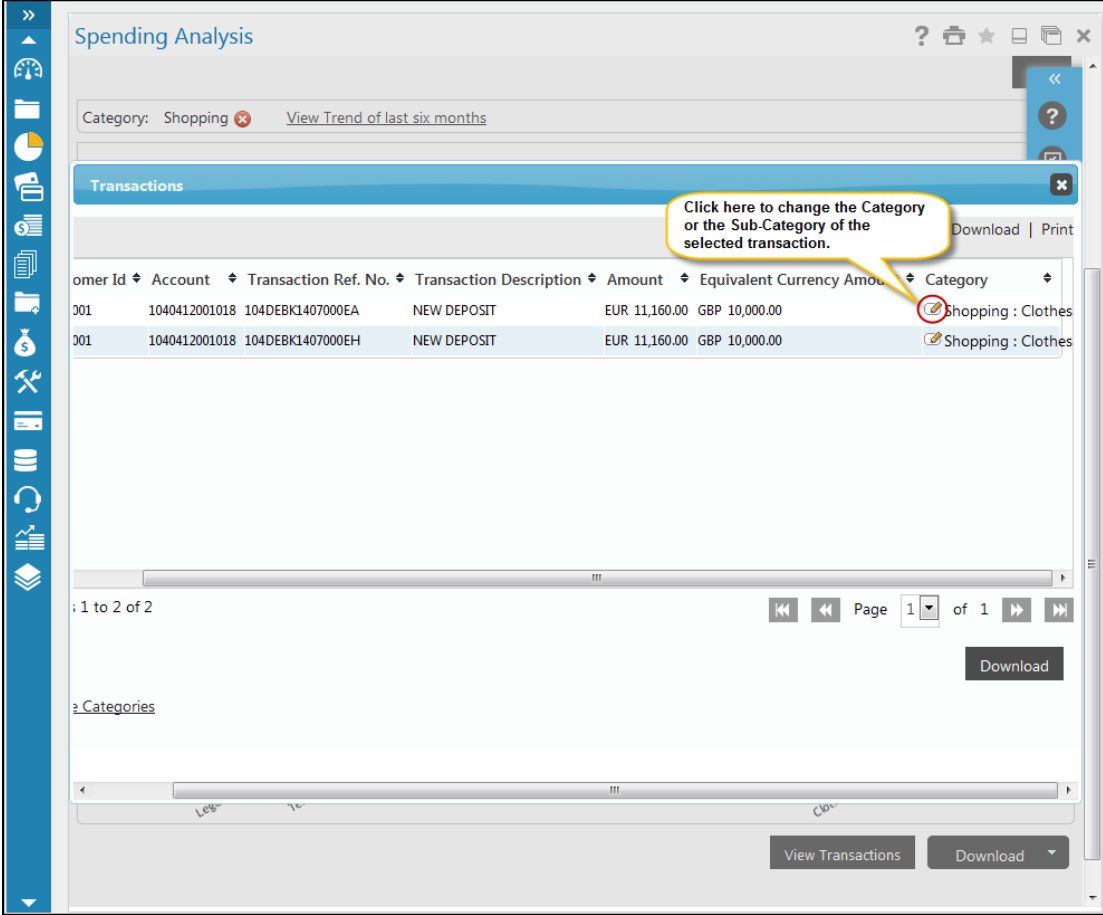 Spending Analysis
Category: Shopping View Trend of last six months
Transactions
Click here to change the Category
or the Sub-Category of the
selected transaction.
Download | Print
omer Id Account Transaction Ref. No. Transaction Description Amount Equivalent Currency Amou Category
001 1040412001018 104DEBK1407000EA NEW DEPOSIT EUR 11,160.00 GBP 10,000.00 Shopping : Clothes
001 1040412001018 104DEBK1407000EH NEW DEPOSIT EUR 11,160.00 GBP 10,000.00 Shopping : Clothes
s 1 to 2 of 2 Page 1 of 1
Download
e Categories
View Transactions Download